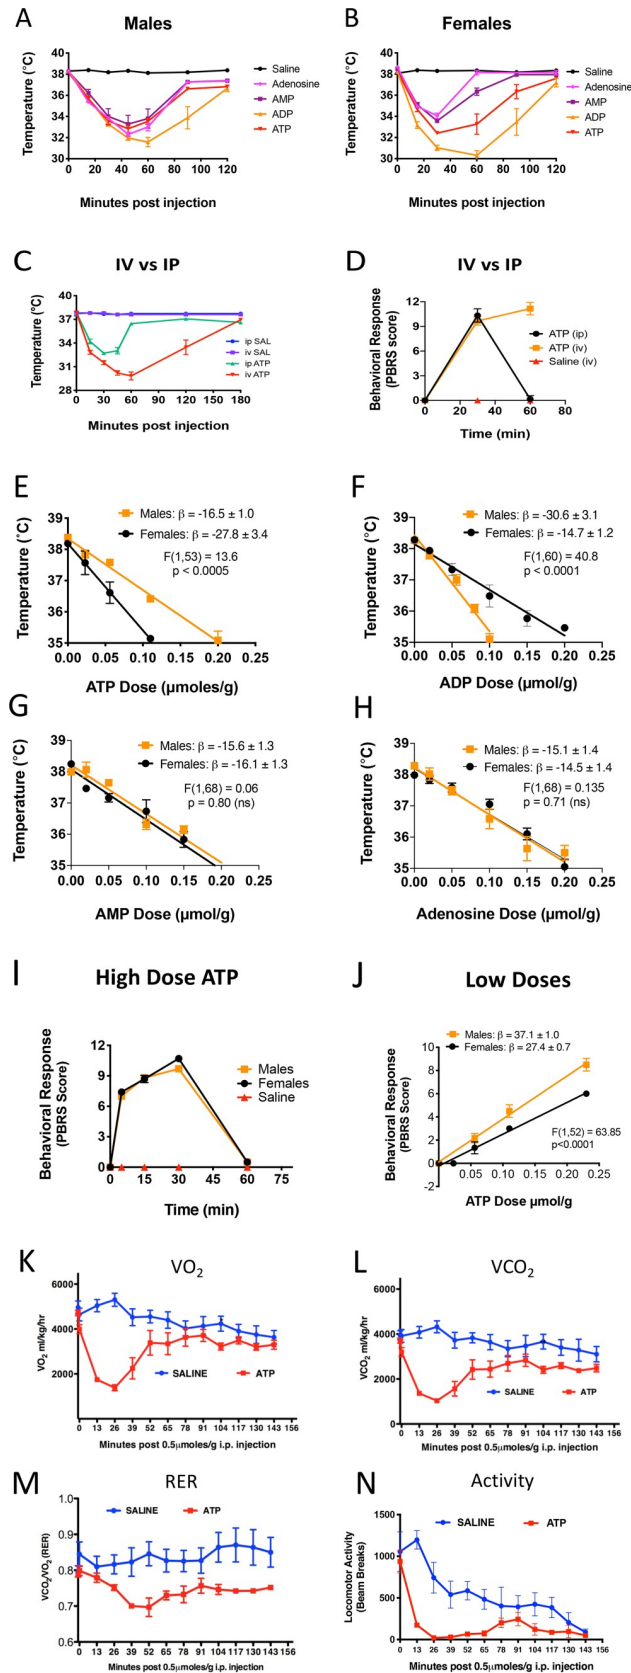 A
Males
Temperature (°C)
40
38
36
34
32
30
0 20 40 60 80 100 120
Minutes post injection
Saline
Adenosine
AMP
ADP
ATP
B
Females
Temperature (°C)
40
38
36
34
32
30
0 20 40 60 80 100 120
Minutes post injection
Saline
Adenosine
AMP
ADP
ATP
C
IV vs IP
Temperature (°C)
40
37
34
31
28
0 30 60 90 120 150 180
Minutes post injection
ip SAL
iv SAL
ip ATP
iv ATP
D
IV vs IP
Behavioral Response
(PBRS score)
12
9
6
3
0
0 20 40 60 80
Time (min)
ATP (ip)
ATP (iv)
Saline (iv)
E
Males: β = -16.5 ± 1.0
Females: β = -27.8 ± 3.4
F(1,53) = 13.6
p < 0.0005
Temperature (°C)
39
38
37
36
35
0.00 0.05 0.10 0.15 0.20 0.25
ATP Dose (µmoles/g)
F
Males: β = -30.6 ± 3.1
Females: β = -14.7 ± 1.2
F(1,60) = 40.8
p < 0.0001
Temperature (°C)
39
38
37
36
35
0.00 0.05 0.10 0.15 0.20 0.25
ADP Dose (µmol/g)
G
Males: β = -15.6 ± 1.3
Females: β = -16.1 ± 1.3
F(1,68) = 0.06
p = 0.80 (ns)
Temperature (°C)
39
38
37
36
35
0.00 0.05 0.10 0.15 0.20 0.25
AMP Dose (µmol/g)
H
Males: β = -15.1 ± 1.4
Females: β = -14.5 ± 1.4
F(1,68) = 0.135
p = 0.71 (ns)
Temperature (°C)
39
38
37
36
35
0.00 0.05 0.10 0.15 0.20 0.25
Adenosine Dose (µmol/g)
I
High Dose ATP
Behavioral Response
(PBRS Score)
12
9
6
3
0
0 15 30 45 60 75
Time (min)
Males
Females
Saline
J
Low Doses
Males: β = 37.1 ± 1.0
Females: β = 27.4 ± 0.7
F(1,52) = 63.85
p<0.0001
Behavioral Response
(PBRS Score)
10
8
6
4
2
0
-2
0.05 0.10 0.15 0.20 0.25
ATP Dose µmol/g
K
VO2
VO2 ml/kg/hr
6000
4000
2000
SALINE
ATP
0 13 26 39 52 65 78 91 104 117 130 143 156
Minutes post 0.5µmoles/g i.p. injection
L
VCO2
VCO2 ml/kg/hr
6000
4000
2000
0
SALINE
ATP
0 13 26 39 52 65 78 91 104 117 130 143 156
Minutes post 0.5µmoles/g i.p. injection
M
RER
VCO2/VO2 (RER)
1.0
0.9
0.8
0.7
0.6
SALINE
ATP
0 13 26 39 52 65 78 91 104 117 130 143 156
Minutes post 0.5µmoles/g i.p. injection
N
Activity
Locomotor Activity
(Beam Breaks)
1500
1000
500
0
SALINE
ATP
0 13 26 39 52 65 78 91 104 117 130 143 156
Minutes post 0.5µmoles/g i.p. injection